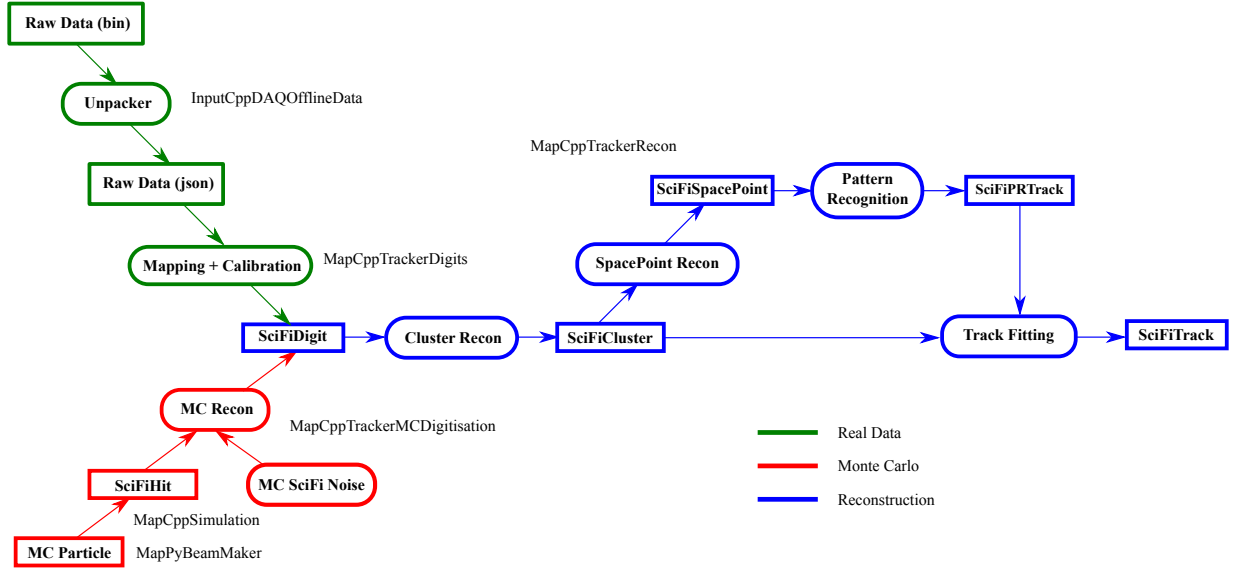 Raw Data (bin)
Unpacker
InputCppDAQOfflineData
Raw Data (json)
MapCppTrackerRecon
SciFiSpacePoint
Pattern
Recognition
SciFiPRTrack
Mapping + Calibration
MapCppTrackerDigits
SpacePoint Recon
SciFiDigit
Cluster Recon
SciFiCluster
Track Fitting
SciFiTrack
MC Recon
MapCppTrackerMCDigitisation
Real Data
Monte Carlo
Reconstruction
SciFiHit
MC SciFi Noise
MapCppSimulation
MC Particle
MapPyBeamMaker